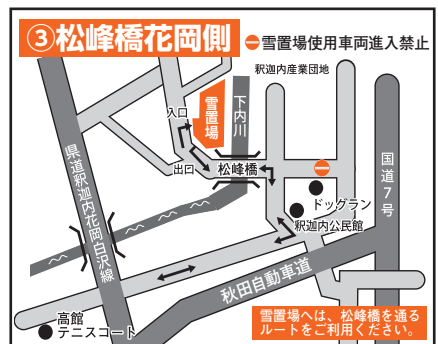 ③松峰橋花岡側
雪置場使用車両進入禁止
釈迦内産業団地
入口
雪置場
下内川
出口
松峰橋
国道7号
県道釈迦内花岡白沢線
ドッグラン
釈迦内公民館
秋田自動車道
高館
テニスコート
雪置場へは、松峰橋を通る
ルートをご利用ください。